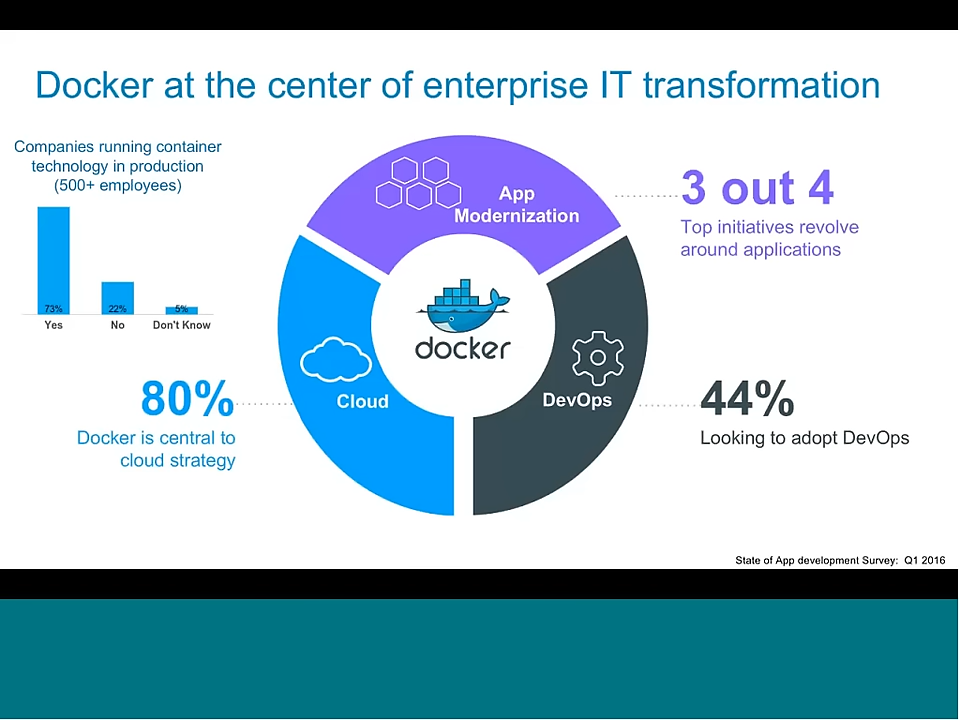 Docker at the center of enterprise IT transformation
Companies running container
technology in production
(500+ employees)
73%
22%
5%
Yes
No
Don't Know
App
Modernization
3 out 4
Top initiatives revolve
around applications
docker
Cloud
DevOps
80%
Docker is central to
cloud strategy
44%
Looking to adopt DevOps
State of App development Survey: Q1 2016